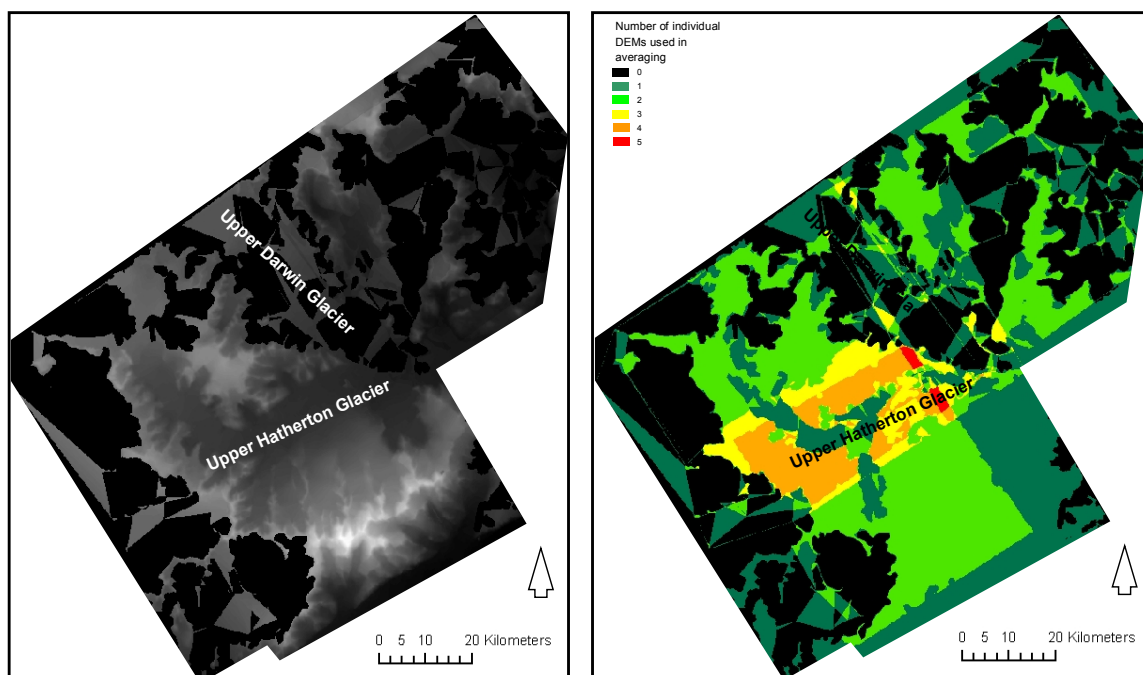 Upper Darwin Glacier
Upper Hatherton Glacier
0 5 10 20 Kilometers
Number of individual
DEMs used in
averaging
0
1
2
3
4
5
Upper Hatherton Glacier
0 5 10 20 Kilometers